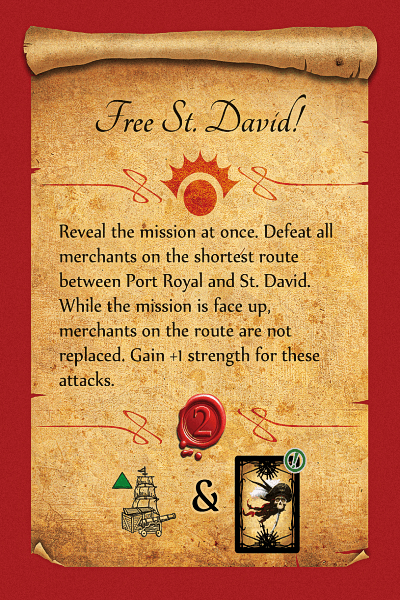 Free St. David!
Reveal the mission at once. Defeat all
merchants on the shortest route
between Port Royal and St. David.
While the mission is face up,
merchants on the route are not
replaced. Gain +1 strength for these
attacks.
2
&